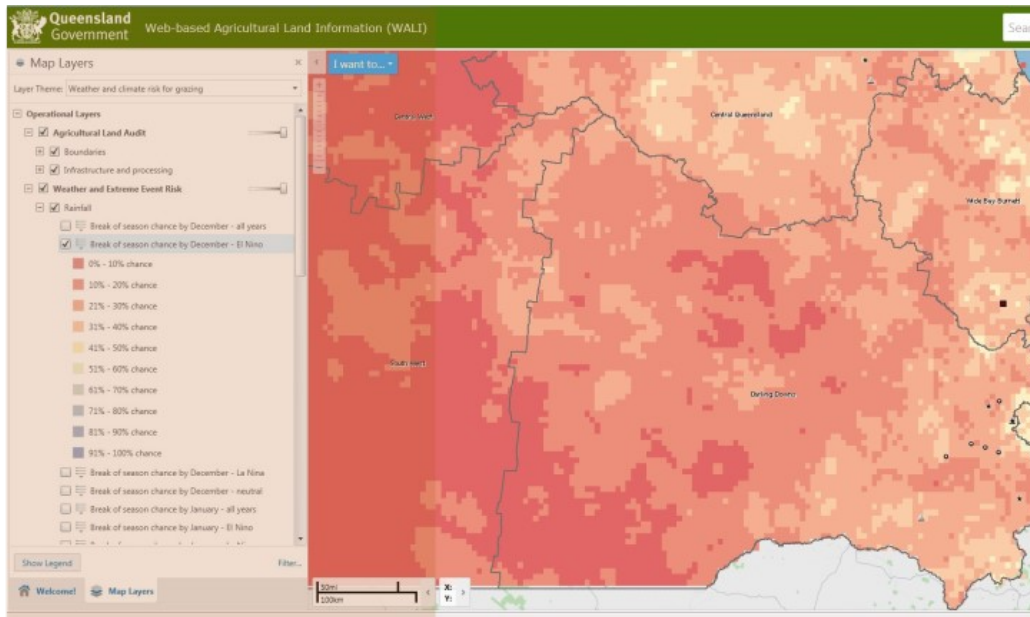 Queensland
Government
Web-based Agricultural Land Information (WALI)
Sear
Map Layers
I want to...
Layer Theme: Weather and climate risk for grazing
Operational Layers
Agricultural Land Audit
Boundaries
Infrastructure and processing
Weather and Extreme Event Risk
Rainfall
Break of season chance by December - all years
Break of season chance by December - El Nino
0% - 10% chance
10% - 20% chance
21% - 30% chance
31% - 40% chance
41% - 50% chance
51% - 60% chance
61% - 70% chance
71% - 80% chance
81% - 90% chance
91% - 100% chance
Break of season chance by December - La Nina
Break of season chance by December - neutral
Break of season chance by January - all years
Break of season chance by January - El Nino
Show Legend
Filter...
Welcome!
Map Layers
Central West
Central Queensland
Wide Bay Burnett
South West
Darling Downs
50mi
100km
X:
Y: